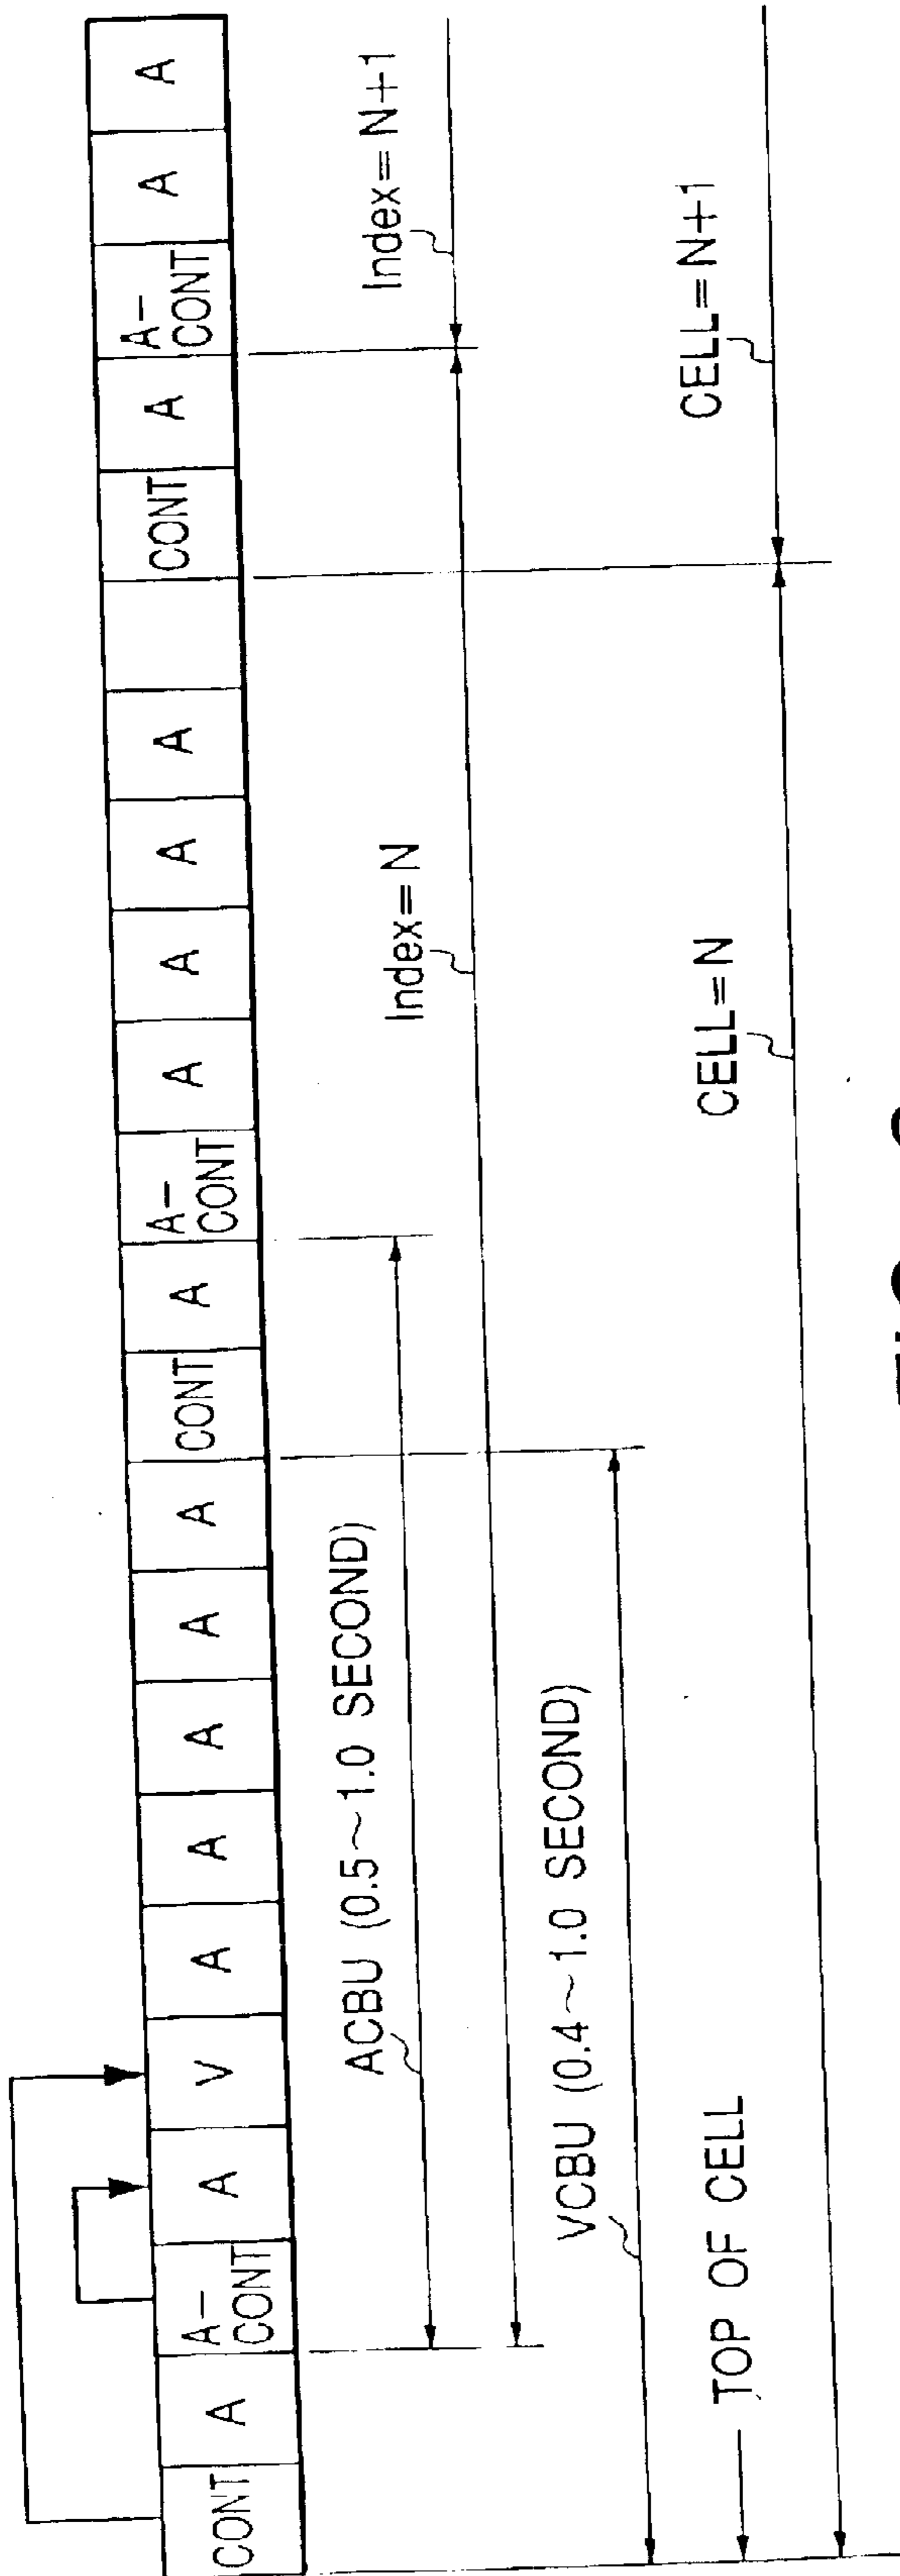 CONT
A
A-
CONT
A
V
A
A
A
A
A
CONT
A
A-
CONT
A
A
A
A
CONT
A
A-
CONT
A
A
ACBU (0.5~1.0 SECOND)
Index=N
Index=N+1
VCBU (0.4~1.0 SECOND)
TOP OF CELL
CELL=N
CELL=N+1